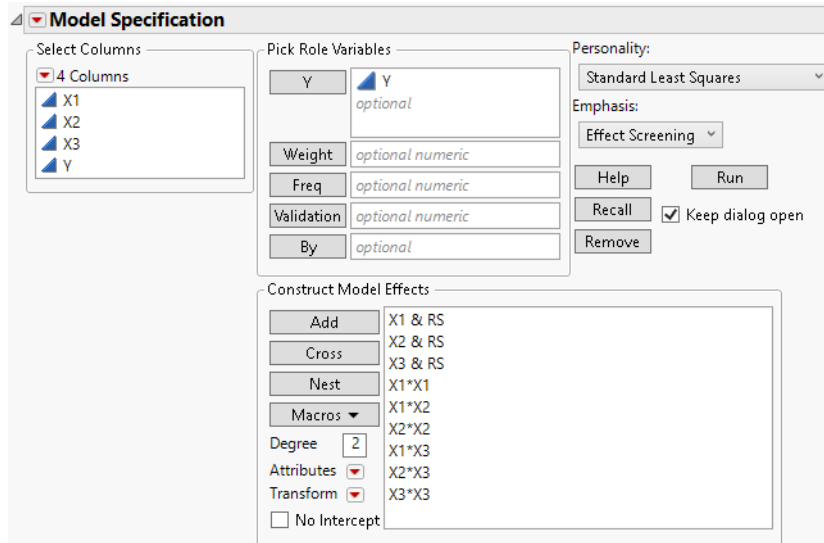 Model Specification
Select Columns
4 Columns
X1
X2
X3
Y
Pick Role Variables
Y
Y
optional
Weight
optional numeric
Freq
optional numeric
Validation
optional numeric
By
optional
Personality:
Standard Least Squares
Emphasis:
Effect Screening
Help
Run
Recall
Keep dialog open
Remove
Construct Model Effects
Add
Cross
Nest
Macros
Degree 2
Attributes
Transform
No Intercept
X1 & RS
X2 & RS
X3 & RS
X1*X1
X1*X2
X2*X2
X1*X3
X2*X3
X3*X3